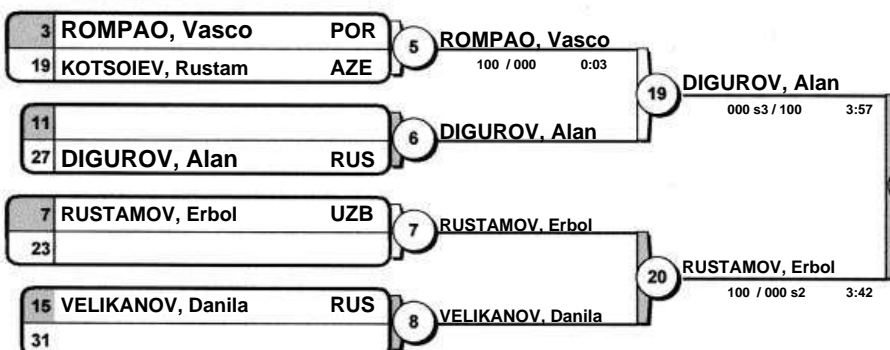 3 ROMPAO, Vasco POR
19 KOTSOIEV, Rustam AZE
5
ROMPAO, Vasco
100 / 000 0:03
11
27 DIGUROV, Alan RUS
6
DIGUROV, Alan
19
DIGUROV, Alan
000 s3 / 100 3:57
7 RUSTAMOV, Erbol UZB
23
7
RUSTAMOV, Erbol
15 VELIKANOV, Danila RUS
31
8
VELIKANOV, Danila
20
RUSTAMOV, Erbol
100 / 000 s2 3:42